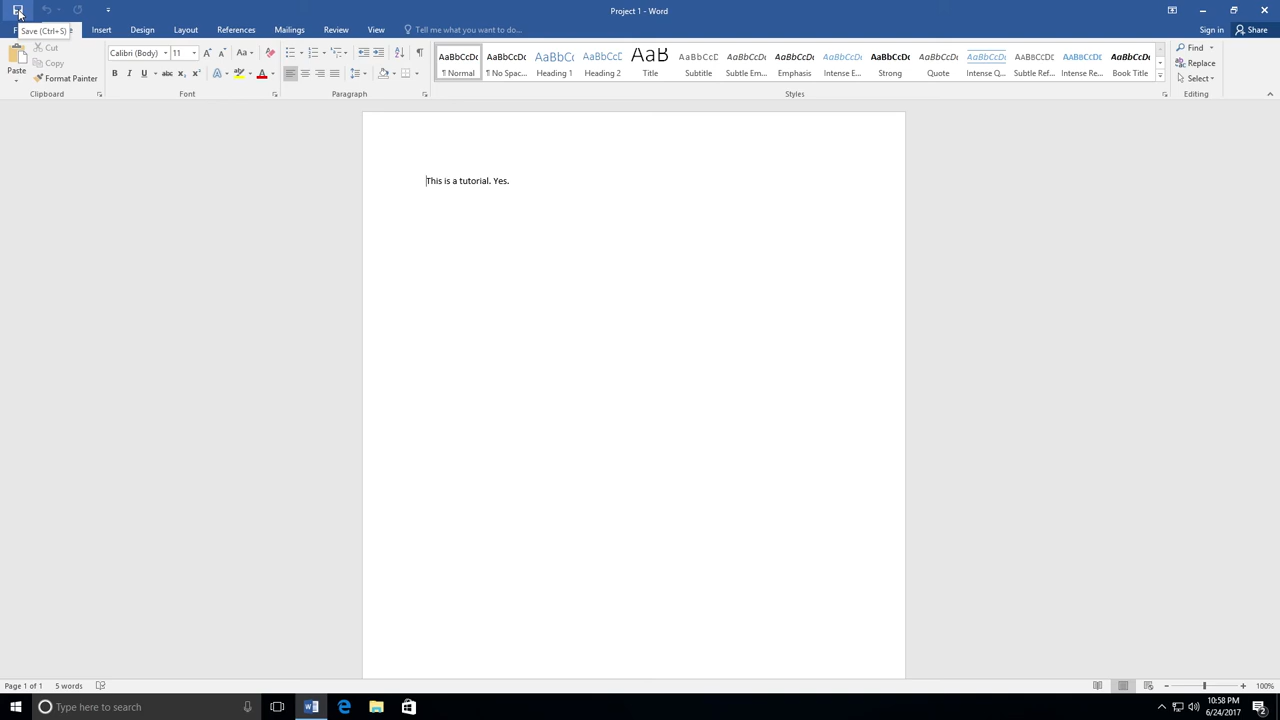 Project 1 - Word
Save (Ctrl+S)
Insert
Design
Layout
References
Mailings
Review
View
Tell me what you want to do...
Sign in
Share
Paste
Cut
Copy
Format Painter
Clipboard
Calibri (Body)
11
Font
Paragraph
AaBbCcDc
¶ Normal
AaBbCcDc
¶ No Spac...
AaBbCc
Heading 1
AaBbCcD
Heading 2
AaB
Title
AaBbCcD
Subtitle
AaBbCcDc
Subtle Em...
AaBbCcDc
Emphasis
AaBbCcDc
Intense E...
AaBbCcDc
Strong
AaBbCcDc
Quote
AaBbCcDc
Intense Q...
AaBbCcDc
Subtle Ref...
AaBbCcDc
Intense Re...
AaBbCcDc
Book Title
Styles
Find
Replace
Select
Editing
This is a tutorial. Yes.
Page 1 of 1
5 words
100%
Type here to search
10:58 PM
6/24/2017
2